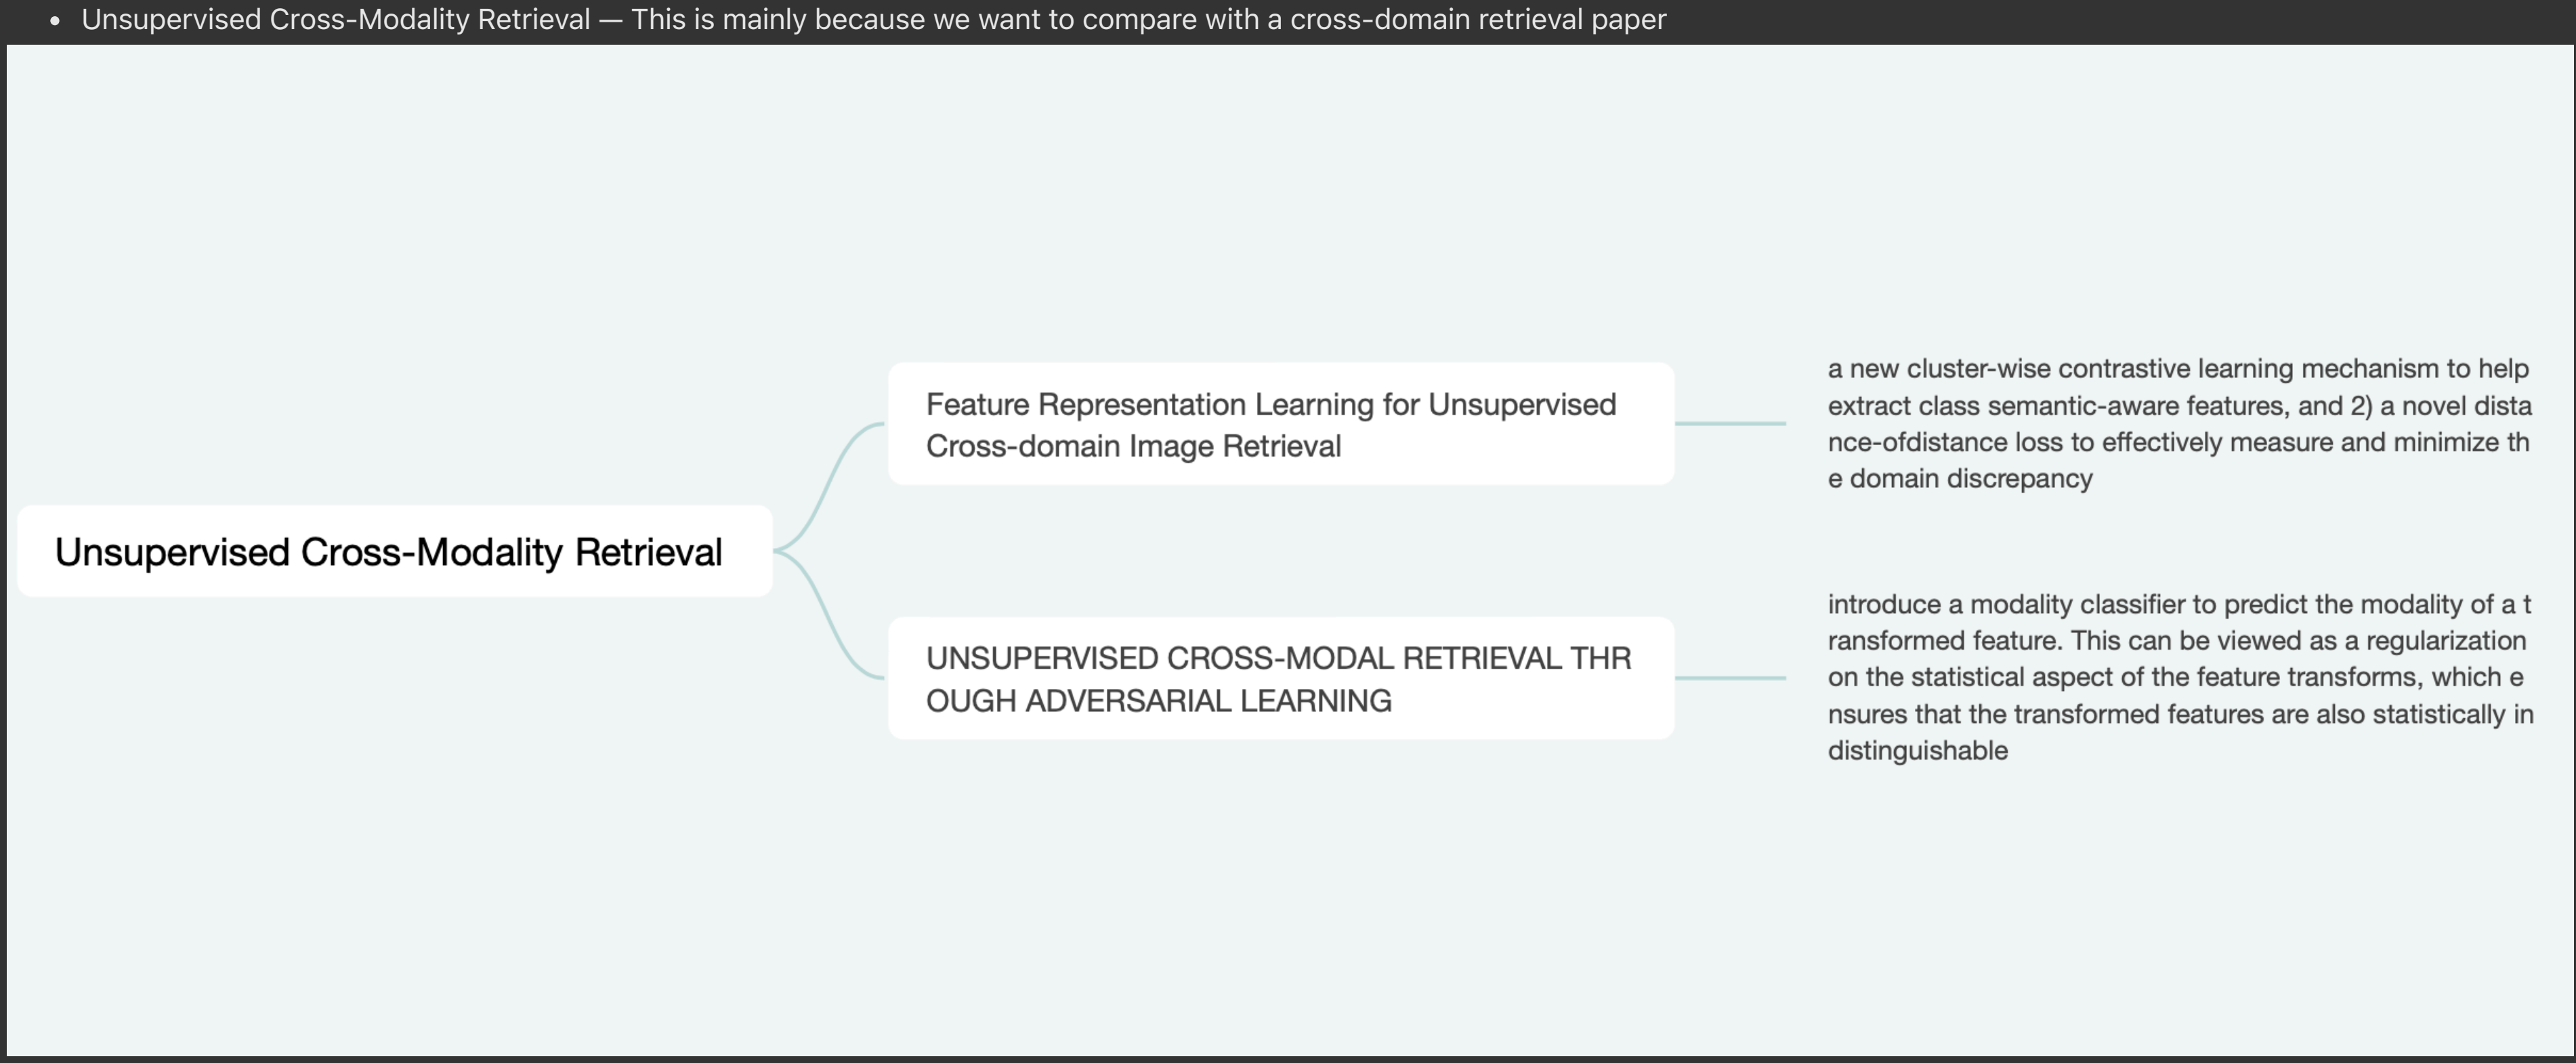 • Unsupervised Cross-Modality Retrieval — This is mainly because we want to compare with a cross-domain retrieval paper
Unsupervised Cross-Modality Retrieval
Feature Representation Learning for Unsupervised
Cross-domain Image Retrieval
a new cluster-wise contrastive learning mechanism to help
extract class semantic-aware features, and 2) a novel dista
nce-ofdistance loss to effectively measure and minimize th
e domain discrepancy
UNSUPERVISED CROSS-MODAL RETRIEVAL THR
OUGH ADVERSARIAL LEARNING
introduce a modality classifier to predict the modality of a t
ransformed feature. This can be viewed as a regularization
on the statistical aspect of the feature transforms, which e
nsures that the transformed features are also statistically in
distinguishable